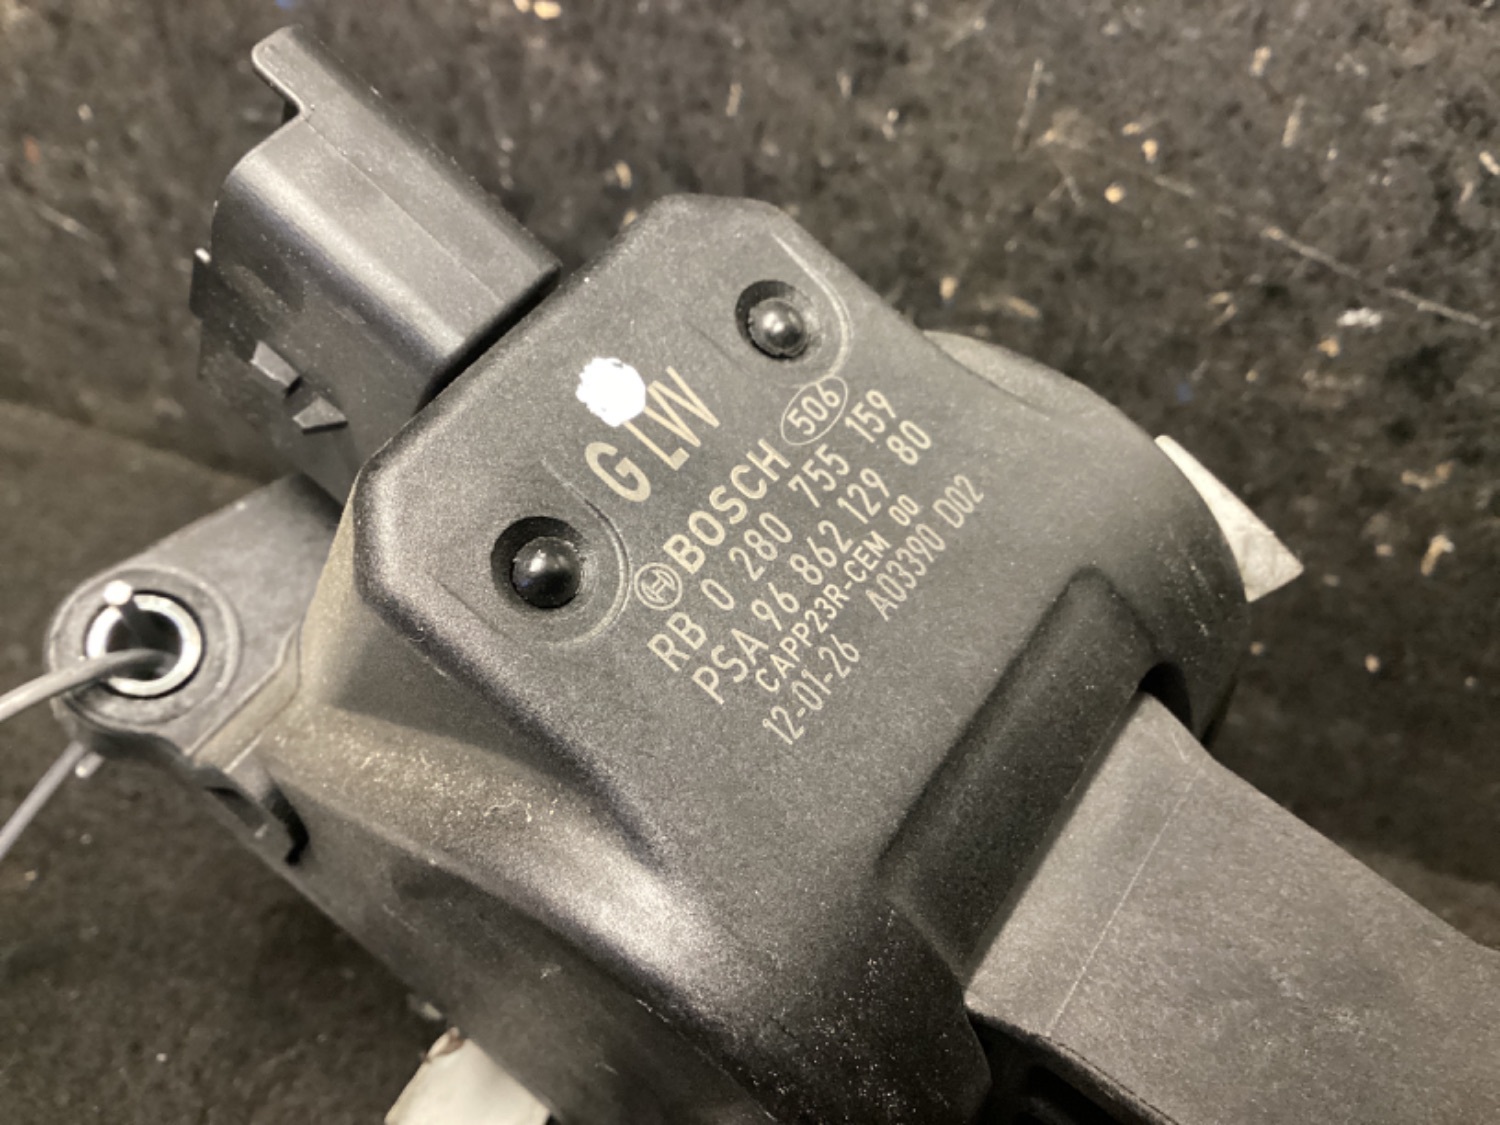 GLW
BOSCH 506
RB 0 280 755 159
PSA 96 862 129 80
CAPP23R-CEM 00
12-01-26 A03390 D02